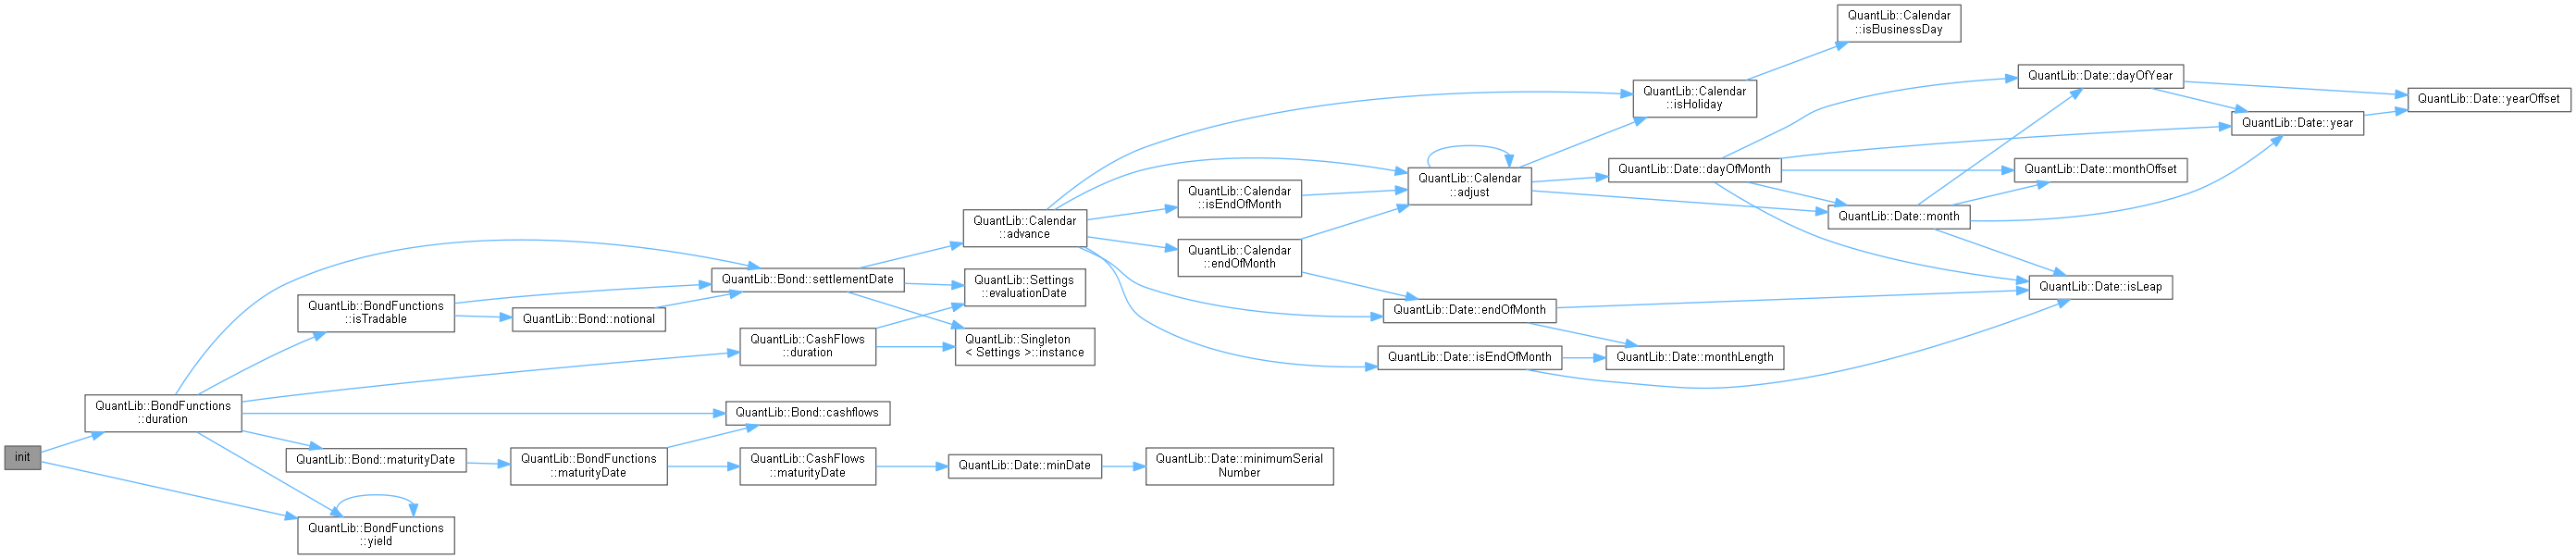 init
QuantLib::BondFunctions
::duration
QuantLib::BondFunctions
::isTradable
QuantLib::Bond::maturityDate
QuantLib::BondFunctions
::yield
QuantLib::Bond::notional
QuantLib::BondFunctions
::maturityDate
QuantLib::Bond::settlementDate
QuantLib::CashFlows
::duration
QuantLib::Bond::cashflows
QuantLib::CashFlows
::maturityDate
QuantLib::Calendar
::advance
QuantLib::Settings
::evaluationDate
QuantLib::Singleton
< Settings >::instance
QuantLib::Date::minDate
QuantLib::Calendar
::isEndOfMonth
QuantLib::Calendar
::endOfMonth
QuantLib::Date::minimumSerial
Number
QuantLib::Calendar
::adjust
QuantLib::Date::endOfMonth
QuantLib::Date::isEndOfMonth
QuantLib::Calendar
::isHoliday
QuantLib::Date::dayOfMonth
QuantLib::Date::monthLength
QuantLib::Calendar
::isBusinessDay
QuantLib::Date::month
QuantLib::Date::dayOfYear
QuantLib::Date::monthOffset
QuantLib::Date::isLeap
QuantLib::Date::year
QuantLib::Date::yearOffset